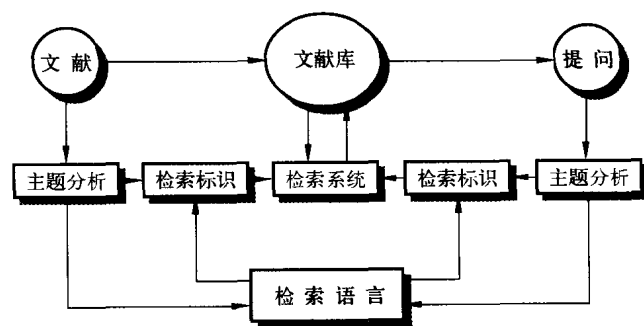 文献
文献库
提问
主题分析
检索标识
检索系统
检索标识
主题分析
检索语言